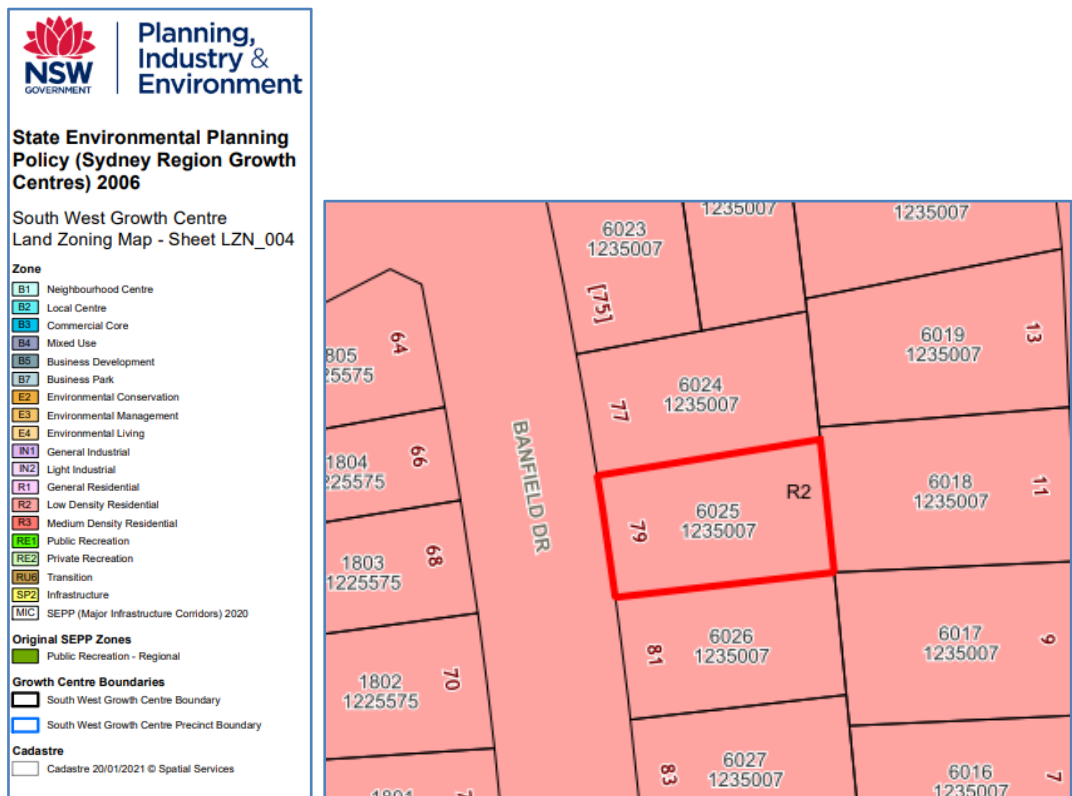 NSW
GOVERNMENT
Planning,
Industry &
Environment
State Environmental Planning
Policy (Sydney Region Growth
Centres) 2006
South West Growth Centre
Land Zoning Map - Sheet LZN_004
Zone
B1 Neighbourhood Centre
B2 Local Centre
B3 Commercial Core
B4 Mixed Use
B5 Business Development
B7 Business Park
E2 Environmental Conservation
E3 Environmental Management
E4 Environmental Living
IN1 General Industrial
IN2 Light Industrial
R1 General Residential
R2 Low Density Residential
R3 Medium Density Residential
RE1 Public Recreation
RE2 Private Recreation
RU6 Transition
SP2 Infrastructure
MIC SEPP (Major Infrastructure Corridors) 2020
Original SEPP Zones
Public Recreation - Regional
Growth Centre Boundaries
South West Growth Centre Boundary
South West Growth Centre Precinct Boundary
Cadastre
Cadastre 20/01/2021 © Spatial Services
1235007
1235007
6023
1235007
[75]
64
805
25575
6019
1235007
13
6024
1235007
77
BANFIELD DR
66
1804
225575
R2
6025
1235007
79
6018
1235007
11
68
1803
1225575
6026
1235007
81
6017
1235007
9
1802
1225575
70
6027
1235007
83
6016
1235007
7